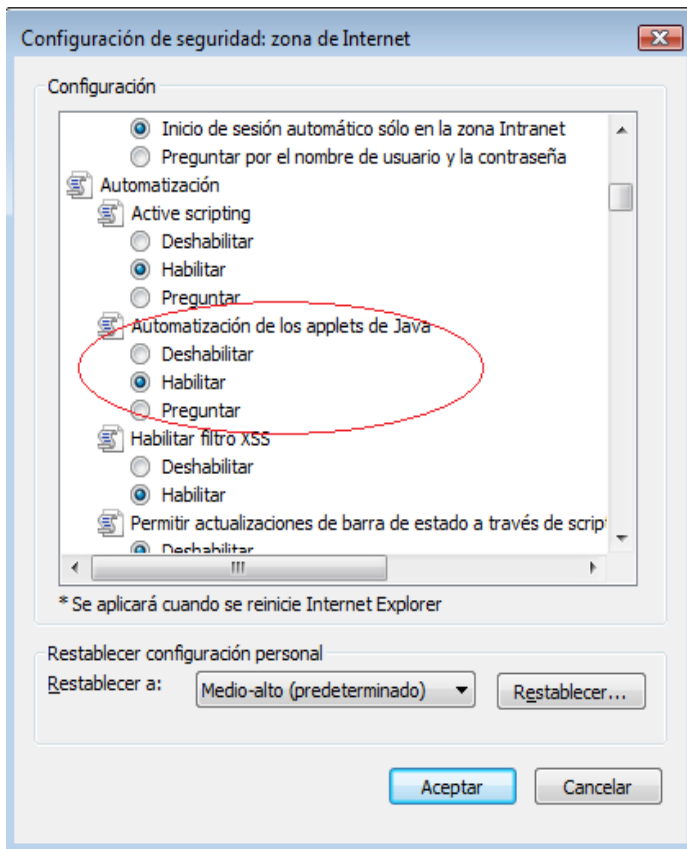 Configuración de seguridad: zona de Internet
Configuración
Inicio de sesión automático sólo en la zona Intranet
Preguntar por el nombre de usuario y la contraseña
Automatización
Active scripting
Deshabilitar
Habilitar
Preguntar
Automatización de los applets de Java
Deshabilitar
Habilitar
Preguntar
Habilitar filtro XSS
Deshabilitar
Habilitar
Permitir actualizaciones de barra de estado a través de script
Deshabilitar
* Se aplicará cuando se reinicie Internet Explorer
Restablecer configuración personal
Restablecer a: Medio-alto (predeterminado) Restablecer...
Aceptar Cancelar